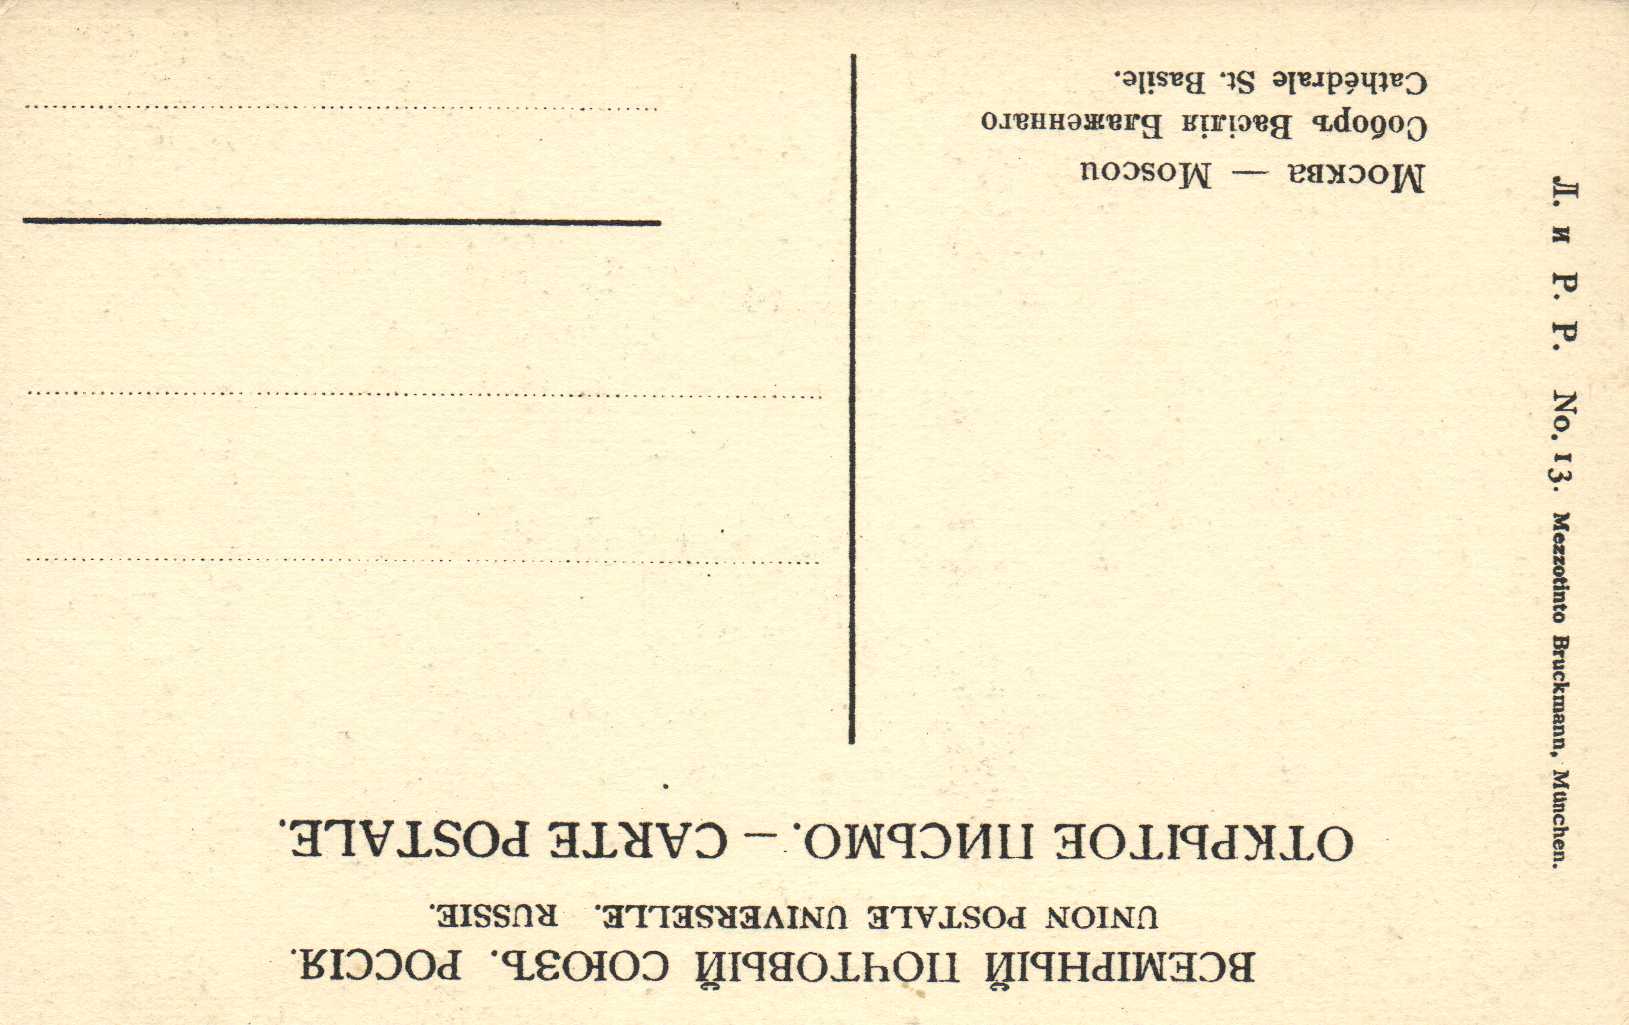 ВСЕМІРНЫЙ ПОЧТОВЫЙ СОЮЗЪ. РОССІЯ.
UNION POSTALE UNIVERSELLE. RUSSIE.
ОТКРЫТОЕ ПИСЬМО. — CARTE POSTALE.
Москва — Moscou
Соборъ Василія Блаженнаго
Cathédrale St. Basile.
Л. и Р. Р. No. 13. Mezzotinto Bruckmann, München.